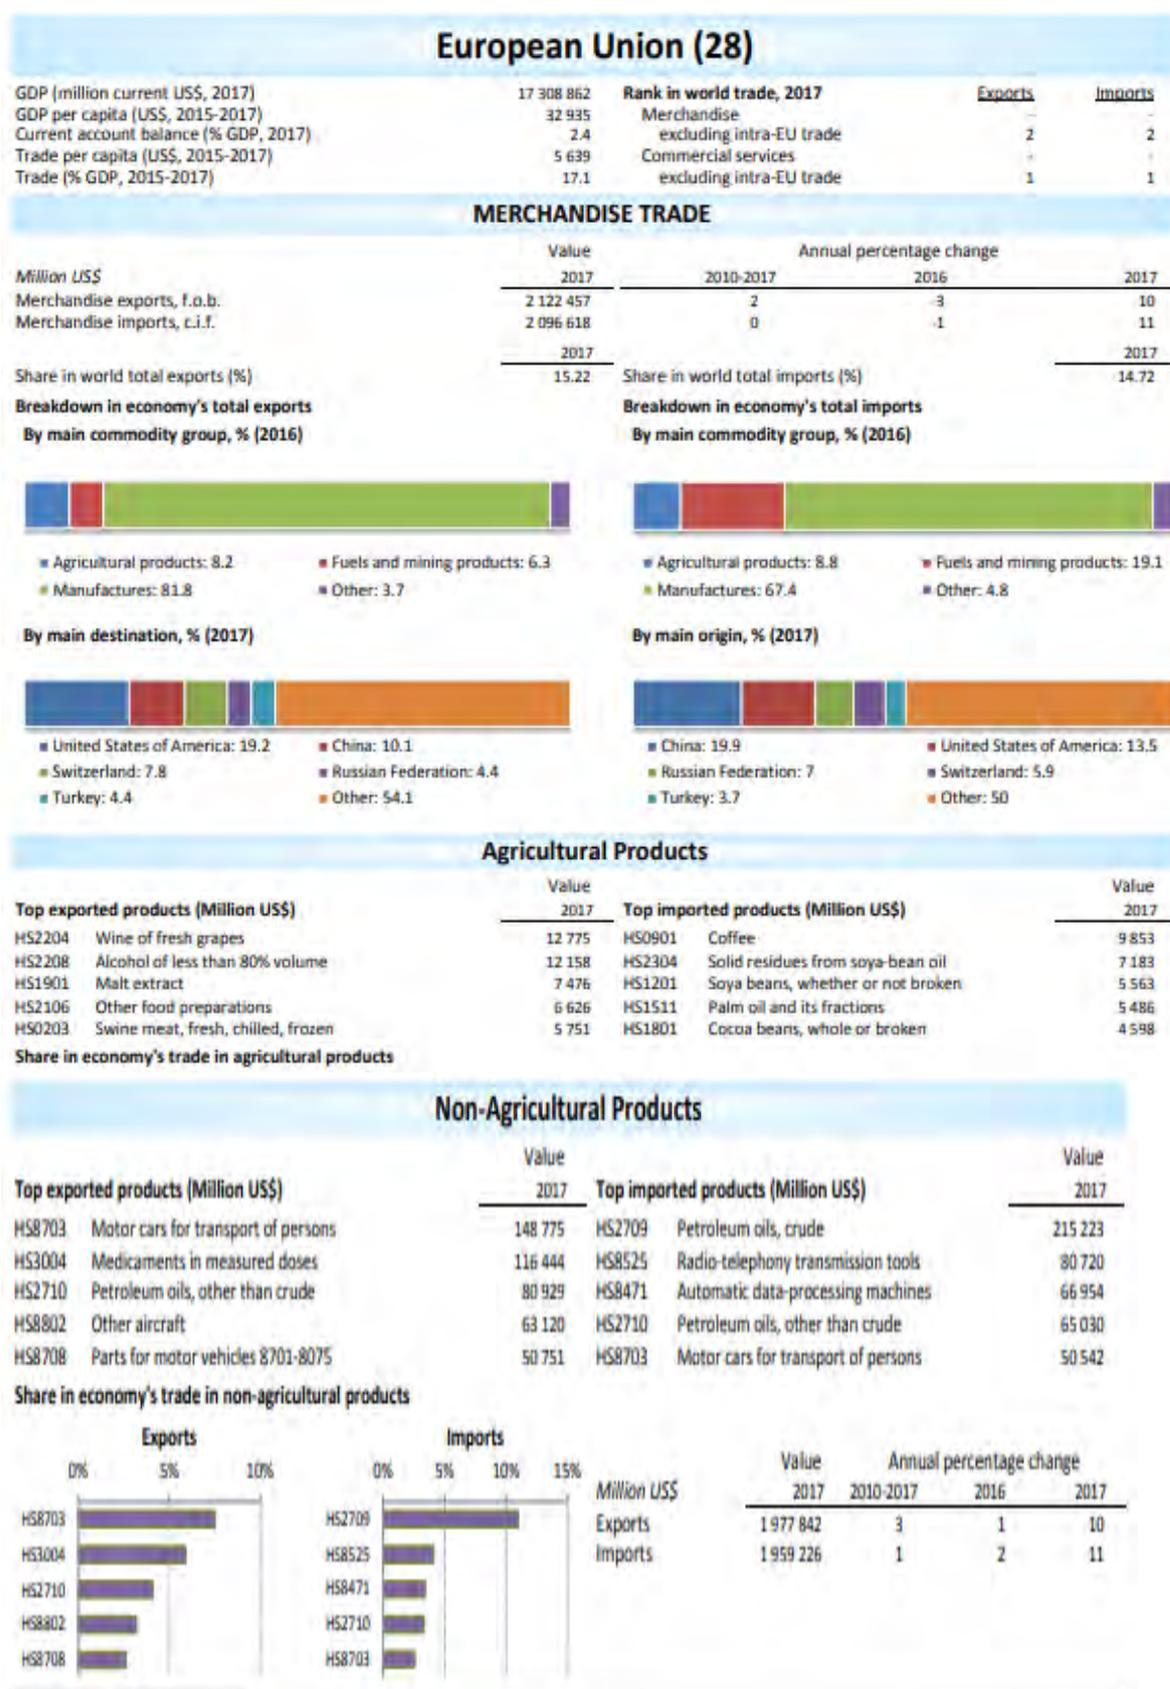 European Union (28)
GDP (million current US$, 2017) 17 308 862 Rank in world trade, 2017 Exports Imports
GDP per capita (US$, 2015-2017) 32 935 Merchandise - -
Current account balance (% GDP, 2017) 2.4 excluding intra-EU trade 2 2
Trade per capita (US$, 2015-2017) 5 639 Commercial services - -
Trade (% GDP, 2015-2017) 17.1 excluding intra-EU trade 1 1
MERCHANDISE TRADE
Value Annual percentage change
Million US$ 2017 2010-2017 2016 2017
Merchandise exports, f.o.b. 2 122 457 2 -3 10
Merchandise imports, c.i.f. 2 096 618 0 -1 11
2017 2017
Share in world total exports (%) 15.22 Share in world total imports (%) 14.72
Breakdown in economy's total exports Breakdown in economy's total imports
By main commodity group, % (2016) By main commodity group, % (2016)
Agricultural products: 8.2 Fuels and mining products: 6.3 Agricultural products: 8.8 Fuels and mining products: 19.1
Manufactures: 81.8 Other: 3.7 Manufactures: 67.4 Other: 4.8
By main destination, % (2017) By main origin, % (2017)
United States of America: 19.2 China: 10.1 China: 19.9 United States of America: 13.5
Switzerland: 7.8 Russian Federation: 4.4 Russian Federation: 7 Switzerland: 5.9
Turkey: 4.4 Other: 54.1 Turkey: 3.7 Other: 50
Agricultural Products
Value Value
Top exported products (Million US$) 2017 Top imported products (Million US$) 2017
HS2204 Wine of fresh grapes 12 775 HS0901 Coffee 9 853
HS2208 Alcohol of less than 80% volume 12 158 HS2304 Solid residues from soya-bean oil 7 183
HS1901 Malt extract 7 476 HS1201 Soya beans, whether or not broken 5 563
HS2106 Other food preparations 6 626 HS1511 Palm oil and its fractions 5 486
HS0203 Swine meat, fresh, chilled, frozen 5 751 HS1801 Cocoa beans, whole or broken 4 598
Share in economy's trade in agricultural products
Non-Agricultural Products
Value Value
Top exported products (Million US$) 2017 Top imported products (Million US$) 2017
HS8703 Motor cars for transport of persons 148 775 HS2709 Petroleum oils, crude 215 223
HS3004 Medicaments in measured doses 116 444 HS8525 Radio-telephony transmission tools 80 720
HS2710 Petroleum oils, other than crude 80 929 HS8471 Automatic data-processing machines 66 954
HS8802 Other aircraft 63 120 HS2710 Petroleum oils, other than crude 65 030
HS8708 Parts for motor vehicles 8701-8075 50 751 HS8703 Motor cars for transport of persons 50 542
Share in economy's trade in non-agricultural products
Exports Imports
0% 5% 10% 0% 5% 10% 15%
Value Annual percentage change
Million US$ 2017 2010-2017 2016 2017
HS8703 HS2709 Exports 1 977 842 3 1 10
HS3004 HS8525 Imports 1 959 226 1 2 11
HS2710 HS8471
HS8802 HS2710
HS8708 HS8703